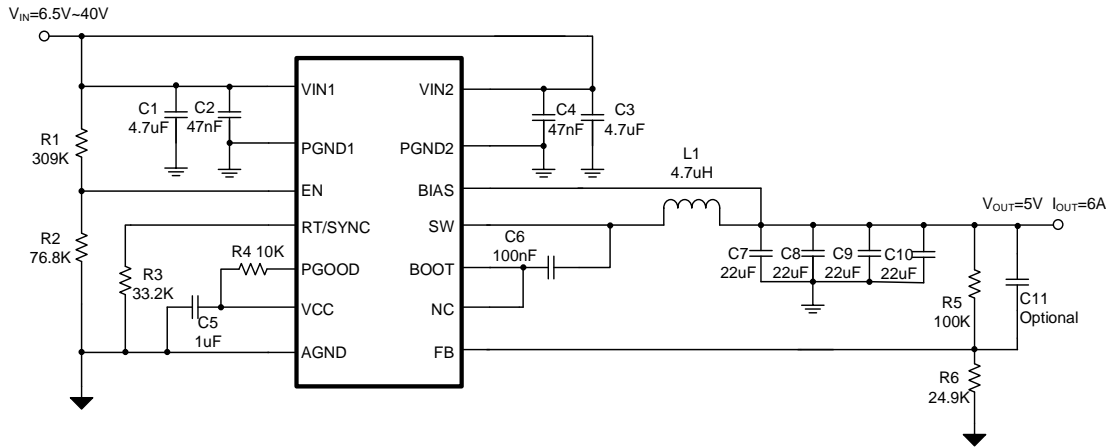 VIN=6.5V~40V
VIN1
VIN2
C1
4.7uF
C2
47nF
C4
47nF
C3
4.7uF
R1
309K
PGND1
PGND2
L1
4.7uH
EN
BIAS
VOUT=5V IOUT=6A
RT/SYNC
SW
R2
76.8K
R4 10K
C6
100nF
C7
22uF
C8
22uF
C9
22uF
C10
22uF
R3
33.2K
PGOOD
BOOT
R5
100K
C11
Optional
VCC
NC
C5
1uF
AGND
FB
R6
24.9K